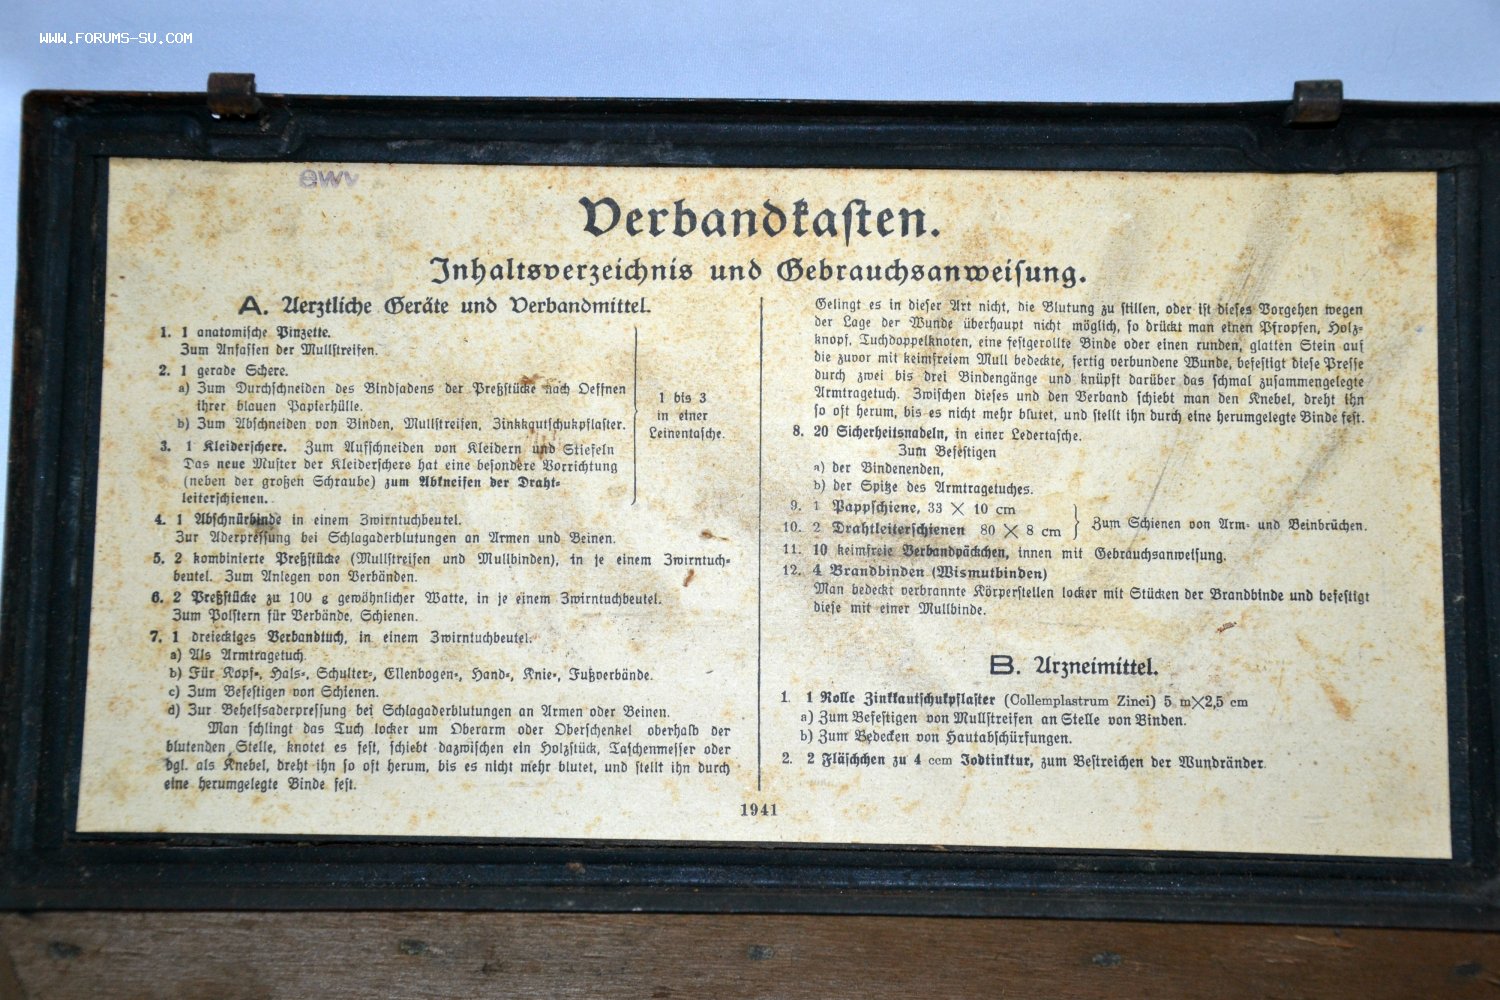 WWW.FORUMS-SU.COM
ewv
Verbandkasten.
Inhaltsverzeichnis und Gebrauchsanweisung.
A. Aerztliche Geräte und Verbandmittel.
1. 1 anatomische Pinzette.
Zum Anfassen der Mullstreifen.
2. 1 gerade Schere.
a) Zum Durchschneiden des Bindfadens der Preßstücke nach Oeffnen
ihrer blauen Papierhülle.
b) Zum Abschneiden von Binden, Mullstreifen, Zinkkautschukpflaster.
3. 1 Kleiderschere. Zum Aufschneiden von Kleidern und Stiefeln
Das neue Muster der Kleiderschere hat eine besondere Vorrichtung
(neben der großen Schraube) zum Abkneifen der Draht-
leiterschienen.
1 bis 3
in einer
Leinentasche.
4. 1 Abschnürbinde in einem Zwirntuchbeutel.
Zur Aderpressung bei Schlagaderblutungen an Armen und Beinen.
5. 2 kombinierte Preßstücke (Mullstreifen und Mullbinden), in je einem Zwirntuch-
beutel. Zum Anlegen von Verbänden.
6. 2 Preßstücke zu 100 g gewöhnlicher Watte, in je einem Zwirntuchbeutel.
Zum Polstern für Verbände, Schienen.
7. 1 dreieckiges Verbandtuch, in einem Zwirntuchbeutel.
a) Als Armtragetuch.
b) Für Kopf-, Hals-, Schulter-, Ellenbogen-, Hand-, Knie-, Fußverbände.
c) Zum Befestigen von Schienen.
d) Zur Behelfsaderpressung bei Schlagaderblutungen an Armen oder Beinen.
Man schlingt das Tuch locker um Oberarm oder Oberschenkel oberhalb der
blutenden Stelle, knotet es fest, schiebt dazwischen ein Holzstück, Taschenmesser oder
dgl. als Knebel, dreht ihn so oft herum, bis es nicht mehr blutet, und stellt ihn durch
eine herumgelegte Binde fest.
Gelingt es in dieser Art nicht, die Blutung zu stillen, oder ist dieses Vorgehen wegen
der Lage der Wunde überhaupt nicht möglich, so drückt man einen Pfropfen, Holz-
knopf, Tuchdoppelknoten, eine festgerollte Binde oder einen runden, glatten Stein auf
die zuvor mit keimfreiem Mull bedeckte, fertig verbundene Wunde, befestigt diese Presse
durch zwei bis drei Bindengänge und knüpft darüber das schmal zusammengelegte
Armtragetuch. Zwischen dieses und den Verband schiebt man den Knebel, dreht ihn
so oft herum, bis es nicht mehr blutet, und stellt ihn durch eine herumgelegte Binde fest.
8. 20 Sicherheitsnadeln, in einer Ledertasche.
Zum Befestigen
a) der Bindenenden,
b) der Spitze des Armtragetuches.
9. 1 Pappschiene, 33 × 10 cm
10. 2 Drahtleiterschienen 80 × 8 cm
Zum Schienen von Arm- und Beinbrüchen.
11. 10 keimfreie Verbandpäckchen, innen mit Gebrauchsanweisung.
12. 4 Brandbinden (Wismutbinden)
Man bedeckt verbrannte Körperstellen locker mit Stücken der Brandbinde und befestigt
diese mit einer Mullbinde.
B. Arzneimittel.
1. 1 Rolle Zinkkautschukpflaster (Collemplastrum Zinci) 5 m×2,5 cm
a) Zum Befestigen von Mullstreifen an Stelle von Binden.
b) Zum Bedecken von Hautabschürfungen.
2. 2 Fläschchen zu 4 ccm Jodtinktur, zum Bestreichen der Wundränder.
1941